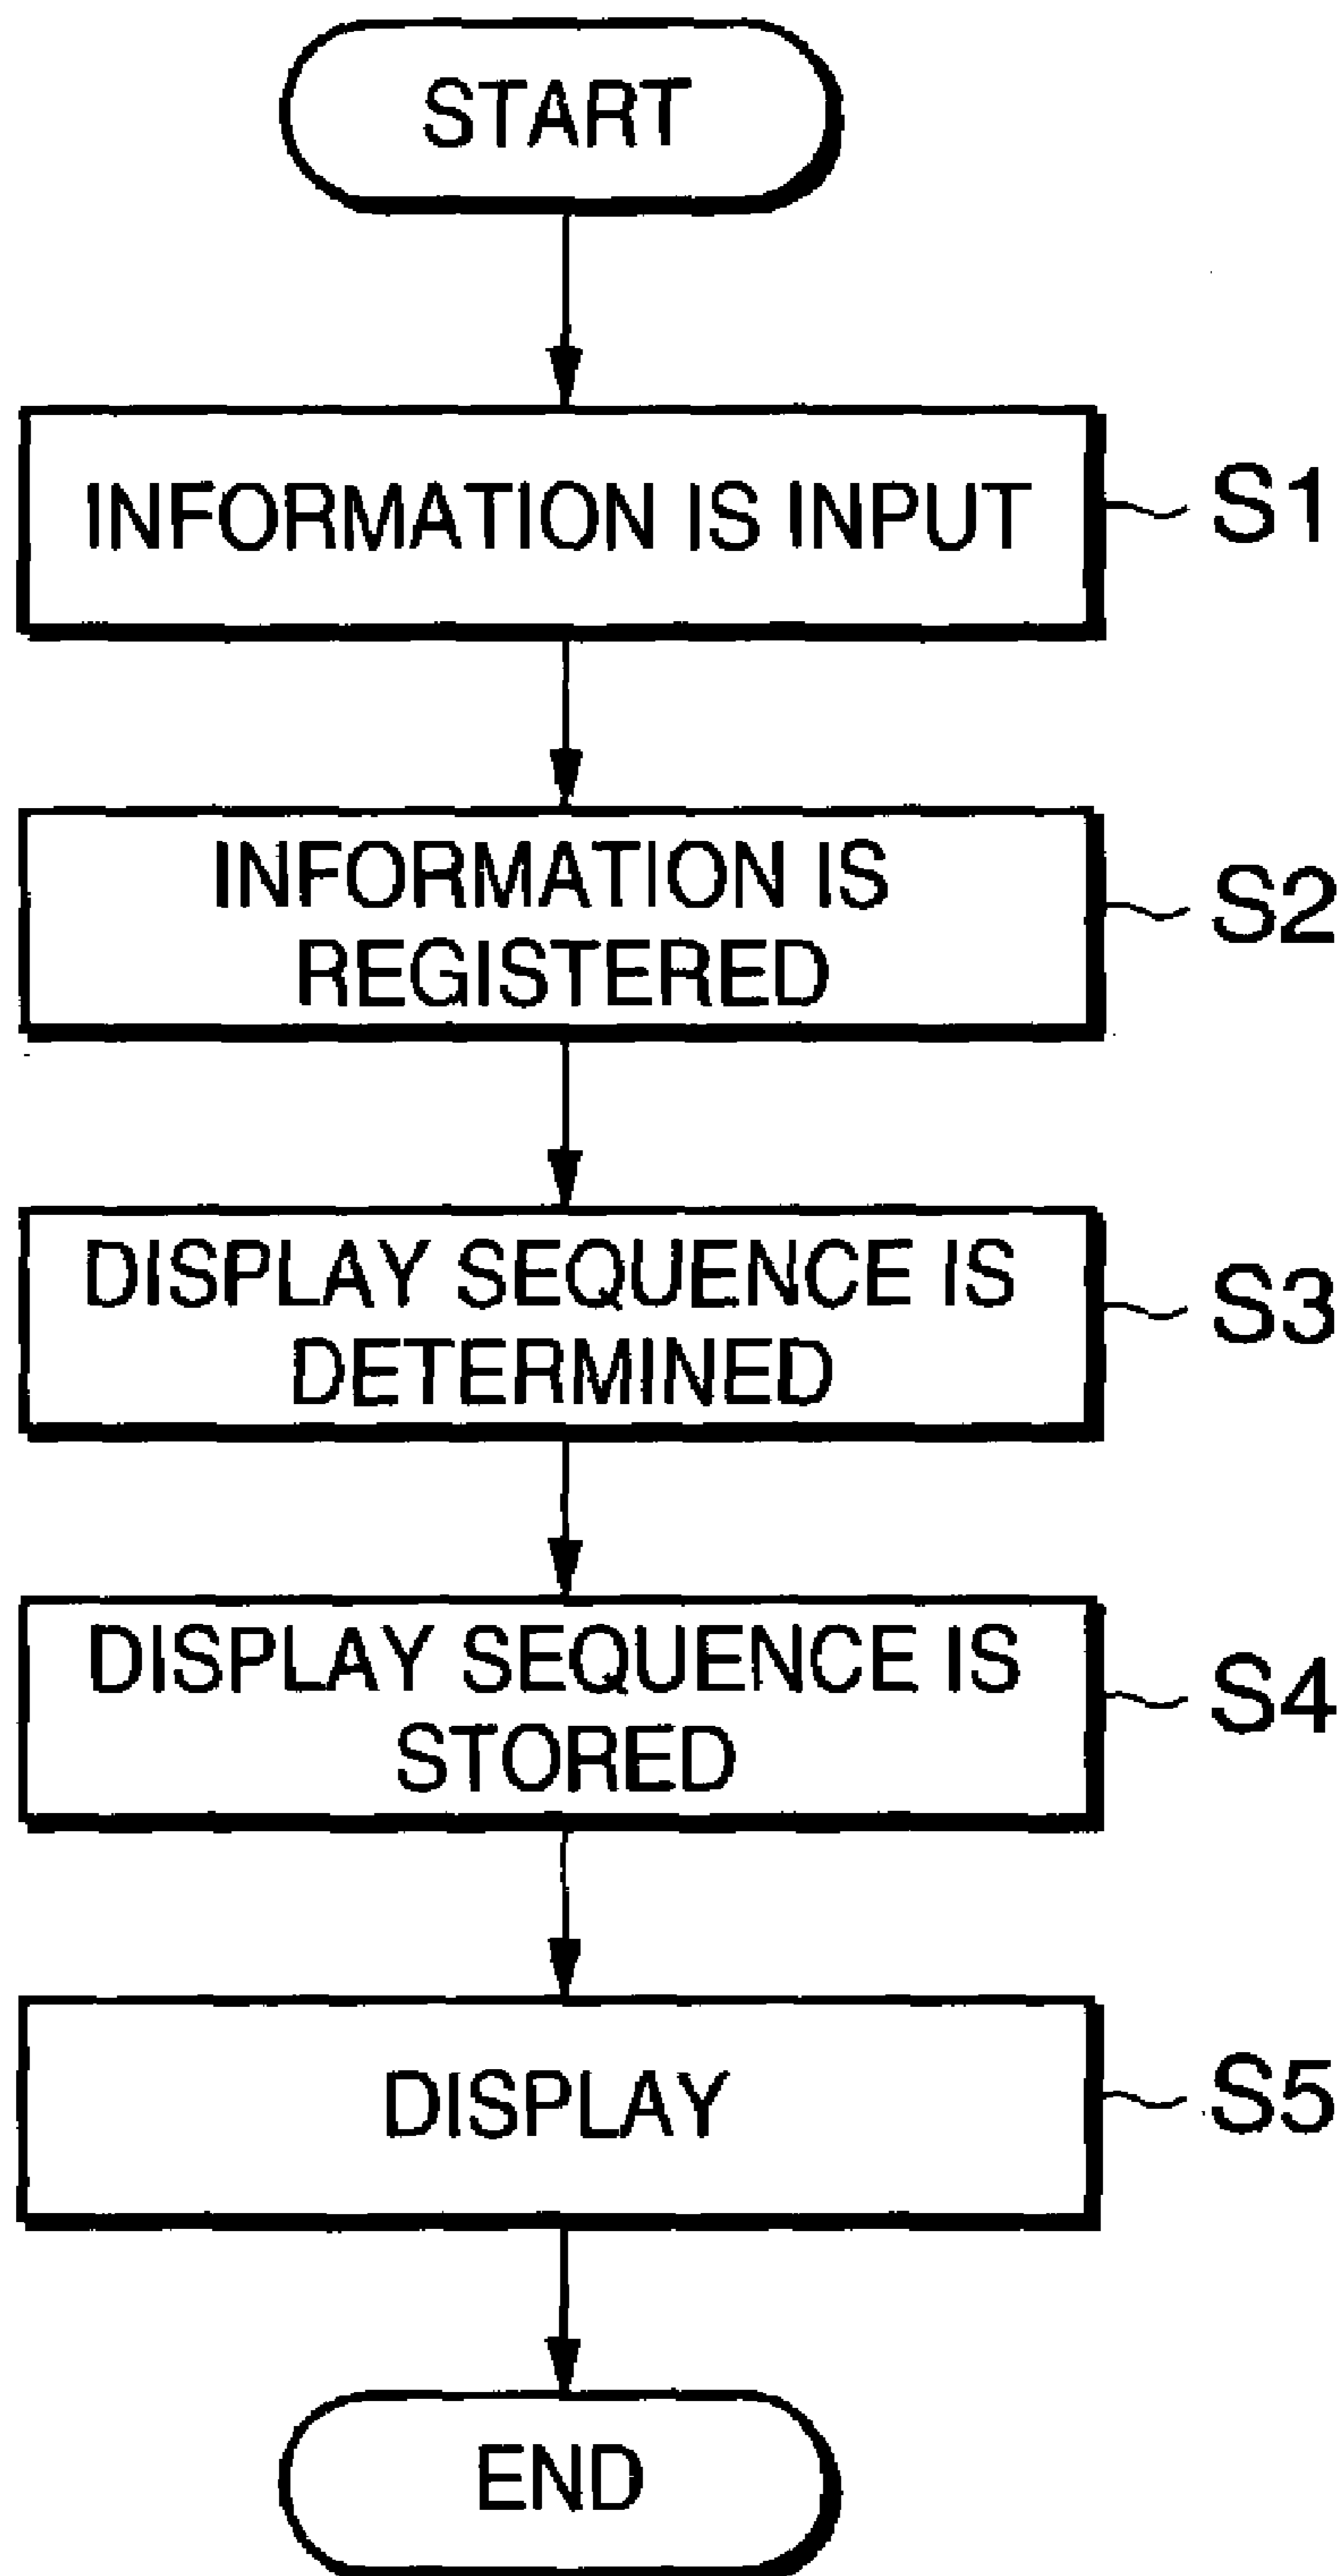 START
INFORMATION IS INPUT
S1
INFORMATION IS
REGISTERED
S2
DISPLAY SEQUENCE IS
DETERMINED
S3
DISPLAY SEQUENCE IS
STORED
S4
DISPLAY
S5
END